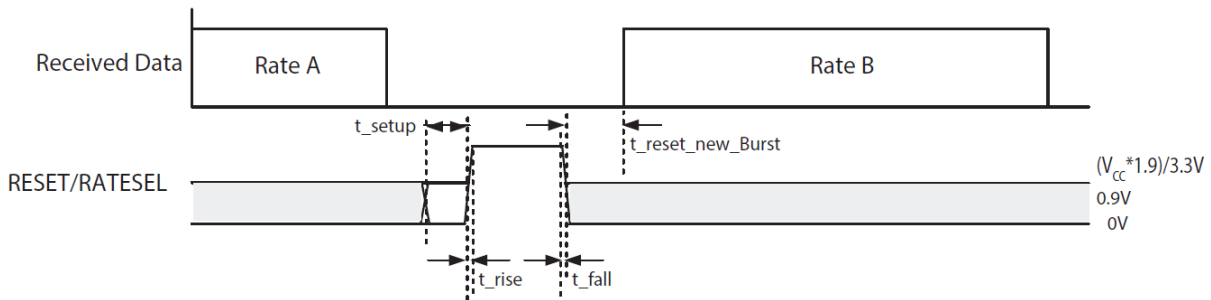 Received Data
Rate A
Rate B
t_setup
t_reset_new_Burst
(V_CC*1.9)/3.3V
RESET/RATESEL
0.9V
0V
t_rise
t_fall